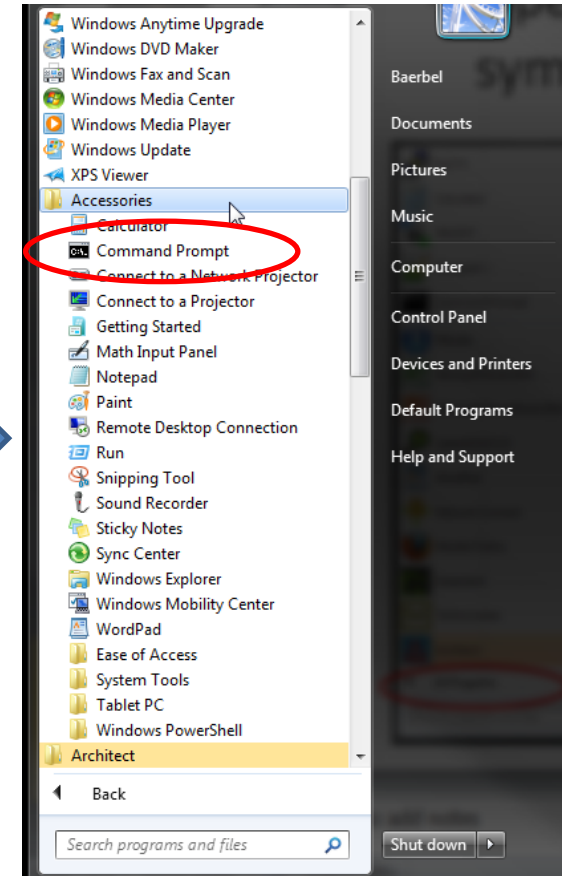 Windows Anytime Upgrade
Windows DVD Maker
Windows Fax and Scan
Windows Media Center
Windows Media Player
Windows Update
XPS Viewer
Accessories
Calculator
Command Prompt
Connect to a Network Projector
Connect to a Projector
Getting Started
Math Input Panel
Notepad
Paint
Remote Desktop Connection
Run
Snipping Tool
Sound Recorder
Sticky Notes
Sync Center
Windows Explorer
Windows Mobility Center
WordPad
Ease of Access
System Tools
Tablet PC
Windows PowerShell
Architect
Back
Search programs and files
Baerbel
Documents
Pictures
Music
Computer
Control Panel
Devices and Printers
Default Programs
Help and Support
Shut down
sym
add notes